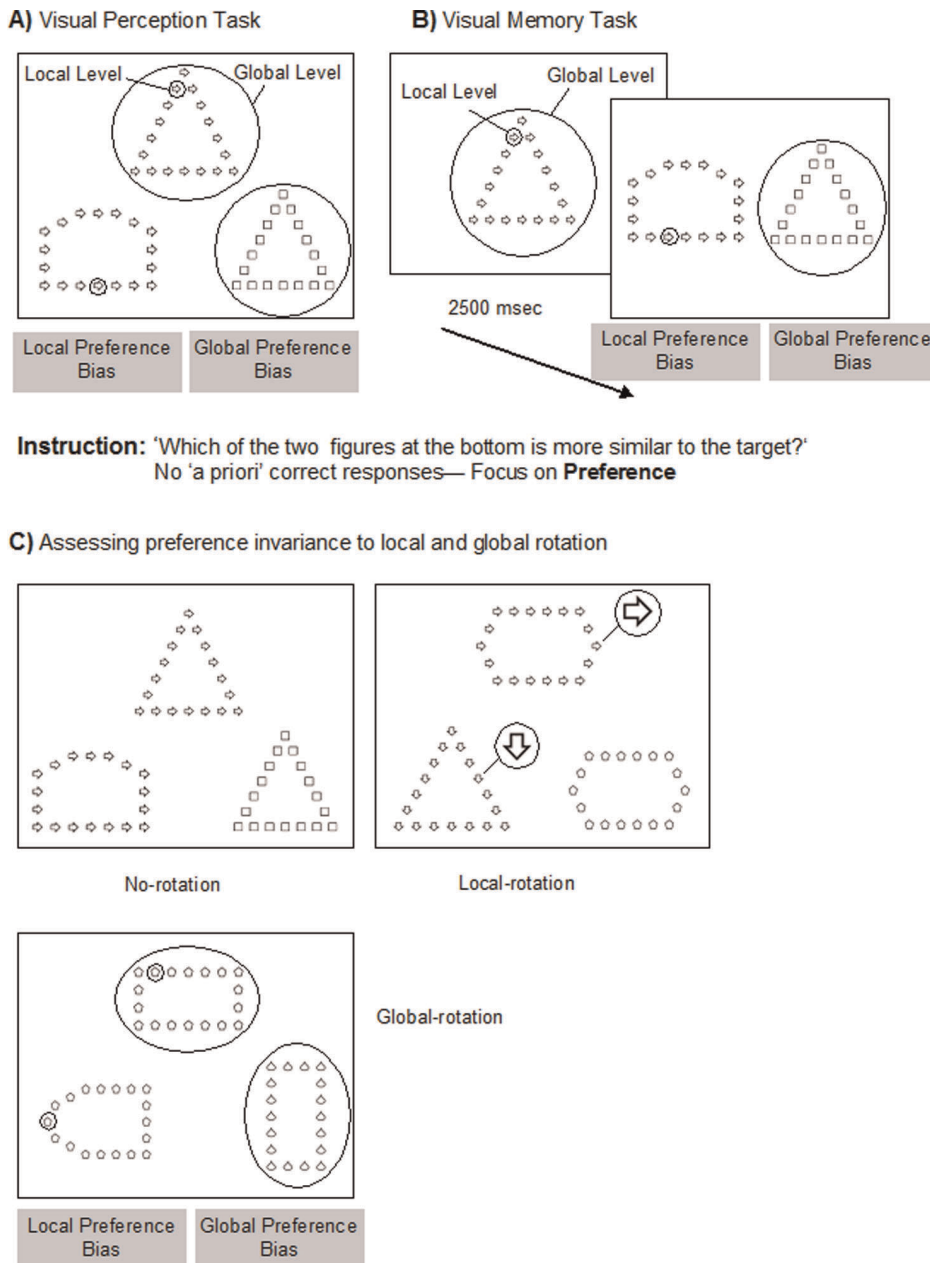 A) Visual Perception Task
Local Level
Global Level
Local Preference
Bias
Global Preference
Bias
B) Visual Memory Task
Global Level
Local Level
2500 msec
Local Preference
Bias
Global Preference
Bias
Instruction: ‘Which of the two figures at the bottom is more similar to the target?‘
No ‘a priori’ correct responses— Focus on Preference
C) Assessing preference invariance to local and global rotation
No-rotation
Local-rotation
Global-rotation
Local Preference
Bias
Global Preference
Bias